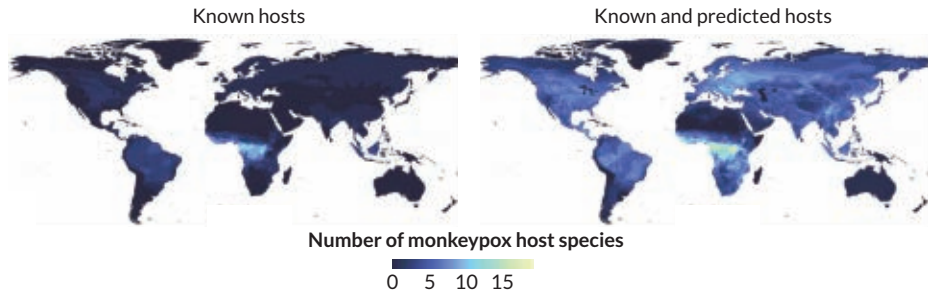 Known hosts
Known and predicted hosts
Number of monkeypox host species
0 5 10 15